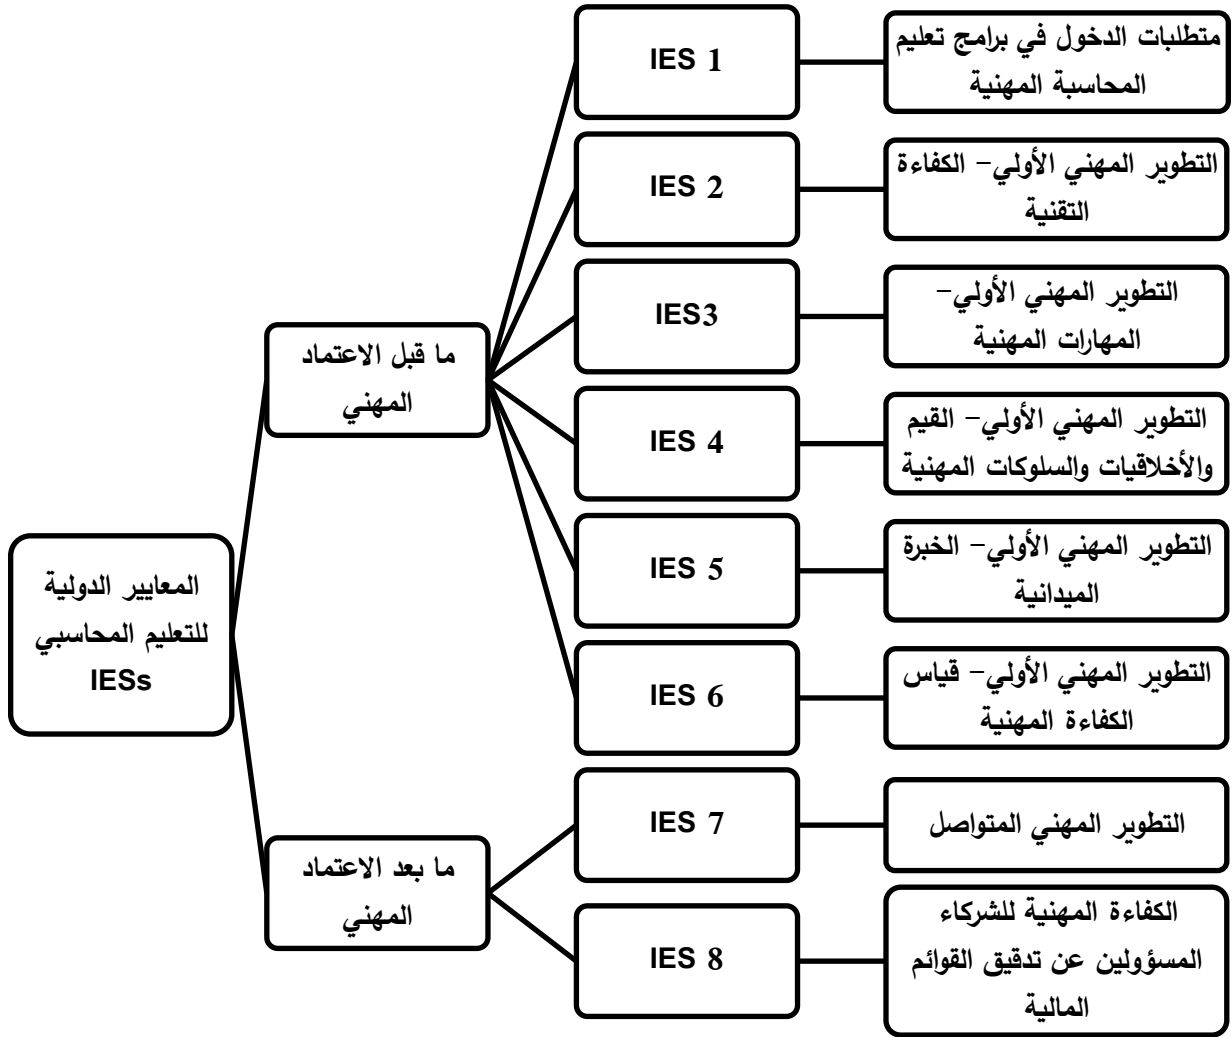 المعايير الدولية
للتعليم المحاسبي
IESs
ما قبل الاعتماد
المهني
IES 1
متطلبات الدخول في برامج تعليم
المحاسبة المهنية
IES 2
التطوير المهني الأولي– الكفاءة
التقنية
IES3
التطوير المهني الأولي–
المهارات المهنية
IES 4
التطوير المهني الأولي– القيم
والأخلاقيات والسلوكات المهنية
IES 5
التطوير المهني الأولي– الخبرة
الميدانية
IES 6
التطوير المهني الأولي– قياس
الكفاءة المهنية
ما بعد الاعتماد
المهني
IES 7
التطوير المهني المتواصل
IES 8
الكفاءة المهنية للشركاء
المسؤولين عن تدقيق القوائم
المالية